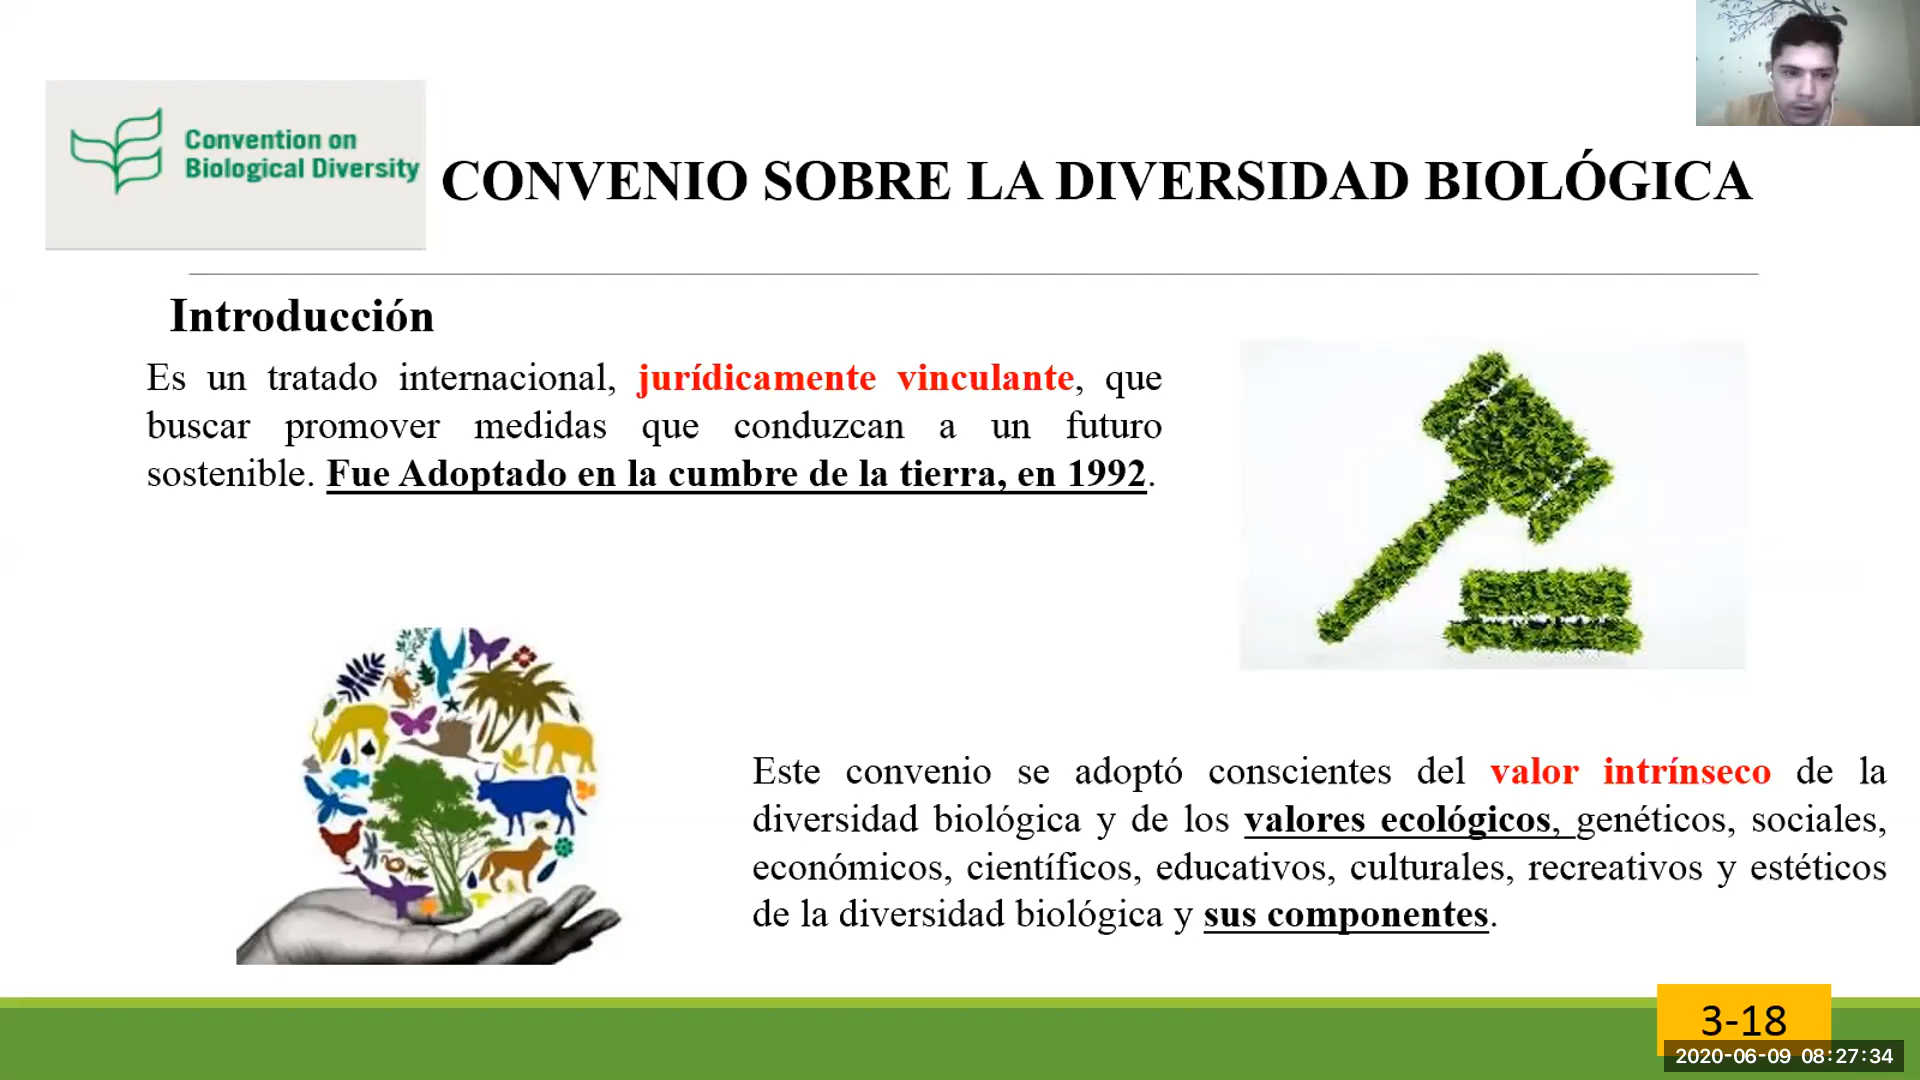 Convention on
Biological Diversity
CONVENIO SOBRE LA DIVERSIDAD BIOLÓGICA
Introducción
Es un tratado internacional, jurídicamente vinculante, que
buscar promover medidas que conduzcan a un futuro
sostenible. Fue Adoptado en la cumbre de la tierra, en 1992.
Este convenio se adoptó conscientes del valor intrínseco de la
diversidad biológica y de los valores ecológicos, genéticos, sociales,
económicos, científicos, educativos, culturales, recreativos y estéticos
de la diversidad biológica y sus componentes.
3-18
2020-06-09 08:27:34